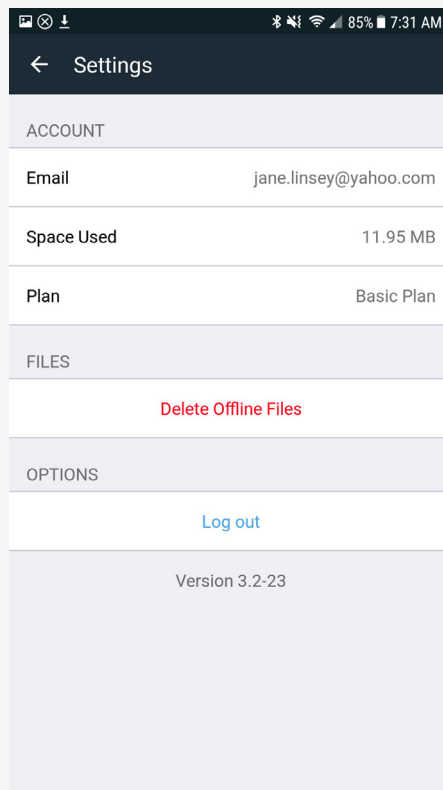 85% 7:31 AM
Settings
ACCOUNT
Email jane.linsey@yahoo.com
Space Used 11.95 MB
Plan Basic Plan
FILES
Delete Offline Files
OPTIONS
Log out
Version 3.2-23